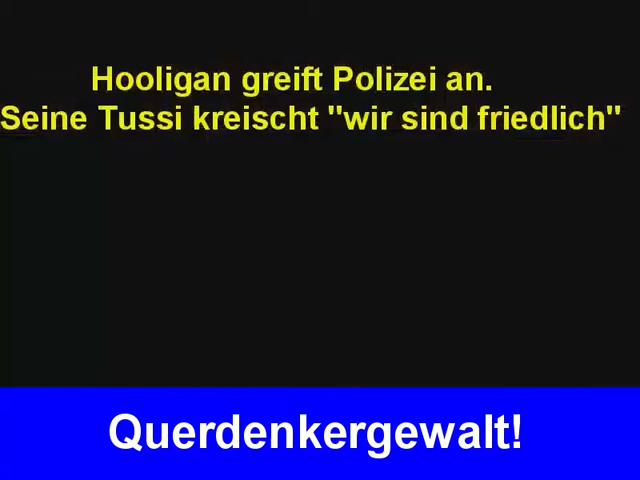 Hooligan greift Polizei an.
Seine Tussi kreischt "wir sind friedlich"
Querdenkergewalt!